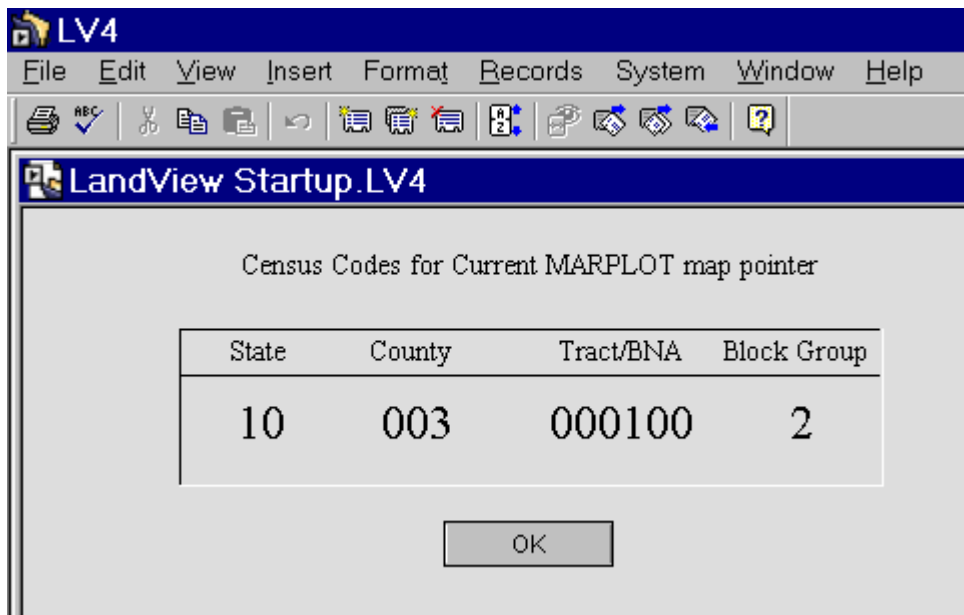 LV4
File Edit View Insert Format Records System Window Help
LandView Startup.LV4
Census Codes for Current MARPLOT map pointer
State County Tract/BNA Block Group
10 003 000100 2
OK